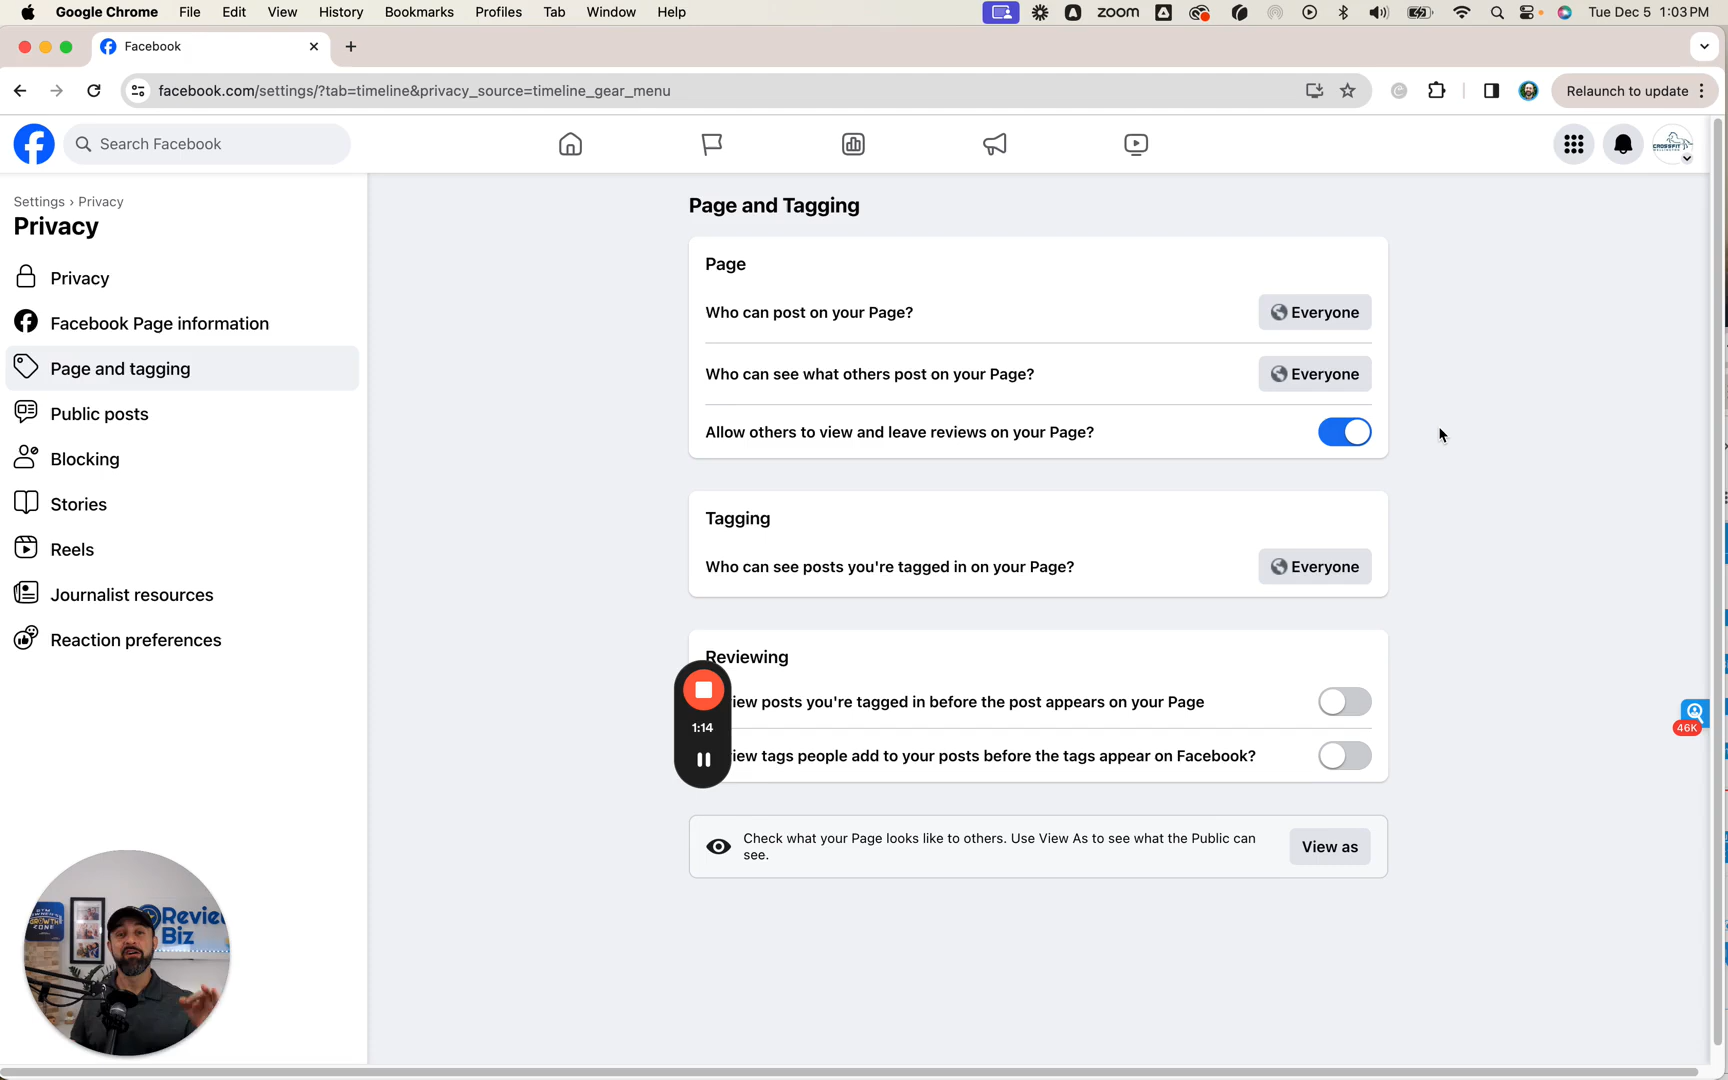 Google Chrome File Edit View History Bookmarks Profiles Tab Window Help
zoom
Tue Dec 5 1:03 PM
Facebook
facebook.com/settings/?tab=timeline&privacy_source=timeline_gear_menu
Relaunch to update
Search Facebook
CROSSFIT
Settings › Privacy
Privacy
Privacy
Facebook Page information
Page and tagging
Public posts
Blocking
Stories
Reels
Journalist resources
Reaction preferences
Page and Tagging
Page
Who can post on your Page?
Everyone
Who can see what others post on your Page?
Everyone
Allow others to view and leave reviews on your Page?
Tagging
Who can see posts you're tagged in on your Page?
Everyone
Reviewing
iew posts you're tagged in before the post appears on your Page
iew tags people add to your posts before the tags appear on Facebook?
1:14
46K
Check what your Page looks like to others. Use View As to see what the Public can
see.
View as
GROWTH
ZONE
Review
Biz